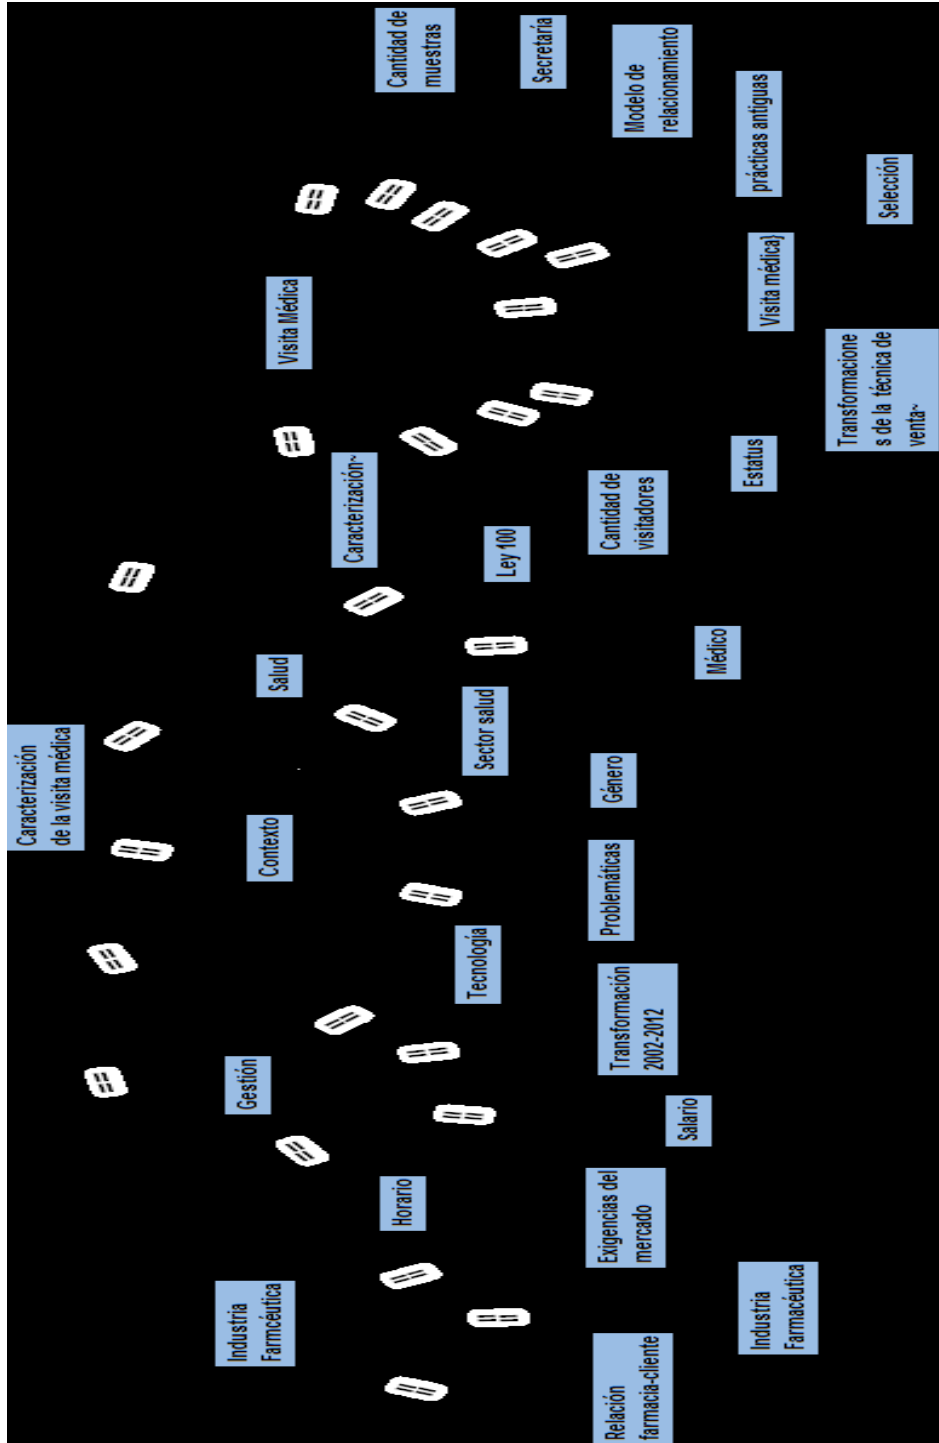 Caracterización
de la visita médica
Industria
Farmcéutica
Gestión
Contexto
Salud
Visita Médica
Horario
Caracterización~
Cantidad de
muestras
Tecnología
Sector salud
Ley 100
Secretaría
Relación
farmacia-cliente
Exigencias del
mercado
Salario
Transformación
2002-2012
Problemáticas
Género
Cantidad de
visitadores
Modelo de
relacionamiento
Industria
Farmacéutica
Médico
Estatus
Visita médica}
prácticas antiguas
Transformacione
s de la técnica de
venta~
Selección